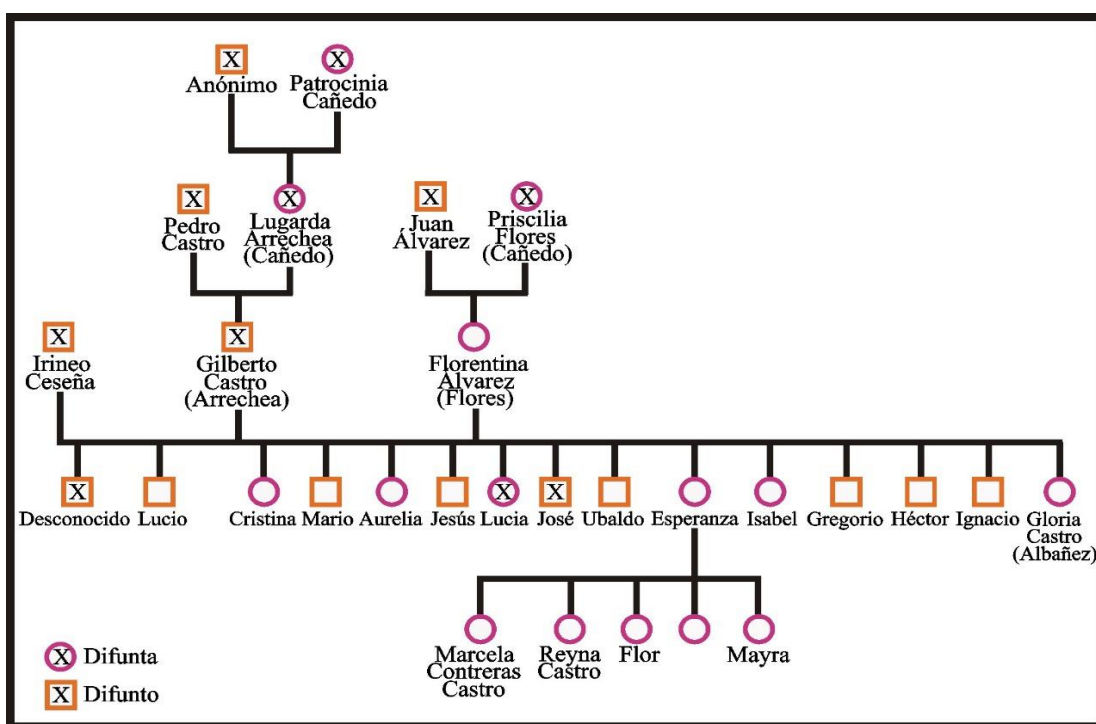 X
X
Anónimo
Patrocinia
Cañedo
X
X
X
X
Pedro
Castro
Lugarda
Arrechea
(Cañedo)
Juan
Álvarez
Priscilia
Flores
(Cañedo)
X
X
Irineo
Ceseña
Gilberto
Castro
(Arrechea)
Florentina
Álvarez
(Flores)
X
X
X
Desconocido
Lucio
Cristina
Mario
Aurelia
Jesús
Lucia
José
Ubaldo
Esperanza
Isabel
Gregorio
Héctor
Ignacio
Gloria
Castro
(Albañez)
Marcela
Contreras
Castro
Reyna
Castro
Flor
Mayra
X Difunta
X Difunto